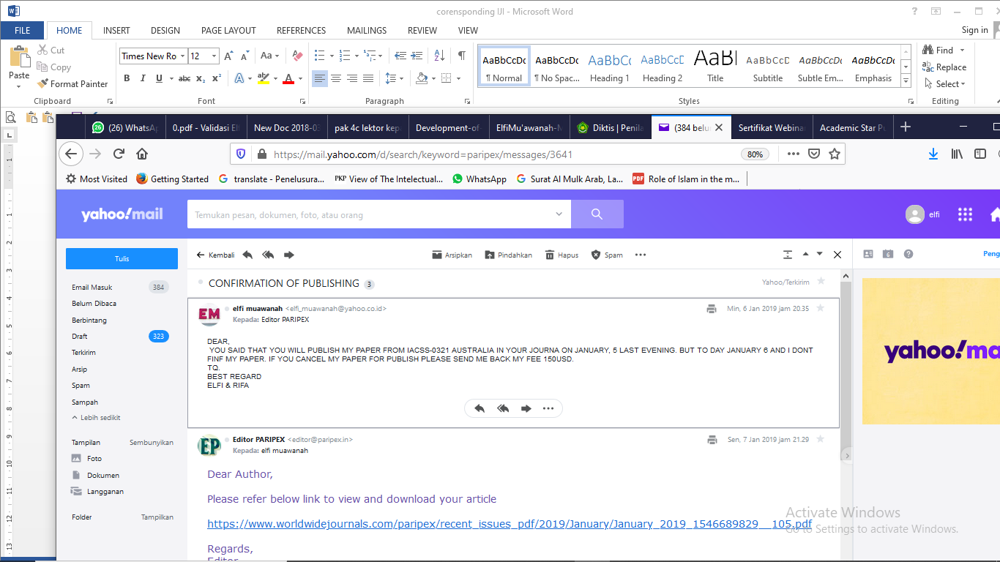 corensponding IJI - Microsoft Word
FILE HOME INSERT DESIGN PAGE LAYOUT REFERENCES MAILINGS REVIEW VIEW Sign in
Paste
Cut
Copy
Format Painter
Clipboard
Times New Ro 12
Font
Paragraph
AaBbCcDc AaBbCcDc AaBbCcDc AaBbCcD AaB AaBbCcD AaBbCcDc AaBbCcDc
¶ Normal ¶ No Spac... Heading 1 Heading 2 Title Subtitle Subtle Em... Emphasis
Styles
Find
Replace
Select
Editing
(26) WhatsAp 0.pdf - Validasi El New Doc 2018-03 pak 4c lektor kep Development-of- ElfiMu'awanah-N Diktis | Penila (384 belu Sertifikat Webinar Academic Star Pu
https://mail.yahoo.com/d/search/keyword=paripex/messages/3641 80%
Most Visited Getting Started translate - Penelusura... PKP View of The Intelectual... WhatsApp Surat Al Mulk Arab, La... PDF Role of Islam in the m...
yahoo!mail Temukan pesan, dokumen, foto, atau orang elfi
Tulis
Email Masuk 384
Belum Dibaca
Berbintang
Draft 323
Terkirim
Arsip
Spam
Sampah
Lebih sedikit
Tampilan Sembunyikan
Foto
Dokumen
Langganan
Folder Tampilkan
Kembali Arsipkan Pindahkan Hapus Spam
CONFIRMATION OF PUBLISHING 3 Yahoo/Terkirim
EM elfi muawanah <elfi_muawanah@yahoo.co.id> Min, 6 Jan 2019 jam 20.35
Kepada: Editor PARIPEX
DEAR,
YOU SAID THAT YOU WILL PUBLISH MY PAPER FROM IACSS-0321 AUSTRALIA IN YOUR JOURNA ON JANUARY, 5 LAST EVENING. BUT TO DAY JANUARY 6 AND I DONT
FINF MY PAPER. IF YOU CANCEL MY PAPER FOR PUBLISH PLEASE SEND ME BACK MY FEE 150USD.
TQ.
BEST REGARD
ELFI & RIFA
EP Editor PARIPEX <editor@paripex.in> Sen, 7 Jan 2019 jam 21.29
Kepada: elfi muawanah
Dear Author,
Please refer below link to view and download your article
https://www.worldwidejournals.com/paripex/recent_issues_pdf/2019/January/January_2019_1546689829__105.pdf
Regards,
Editor
Peng
yahoo!ma
Activate Windows
Go to Settings to activate Windows.